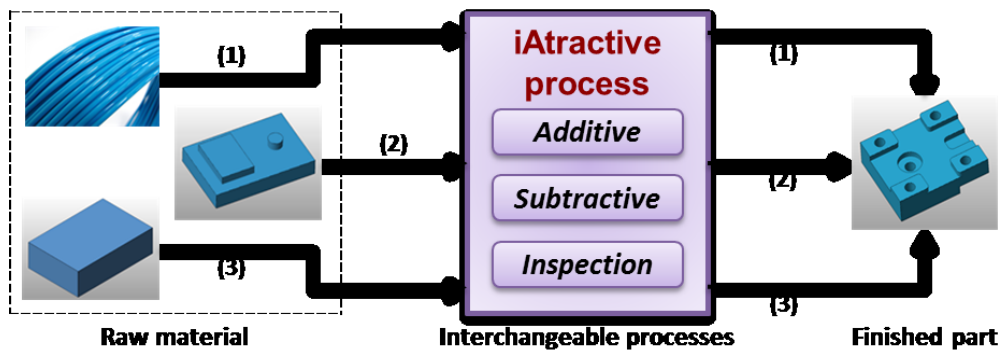 (1)
(2)
(3)
iAtractive
process
Additive
Subtractive
Inspection
(1)
(2)
(3)
Raw material
Interchangeable processes
Finished part